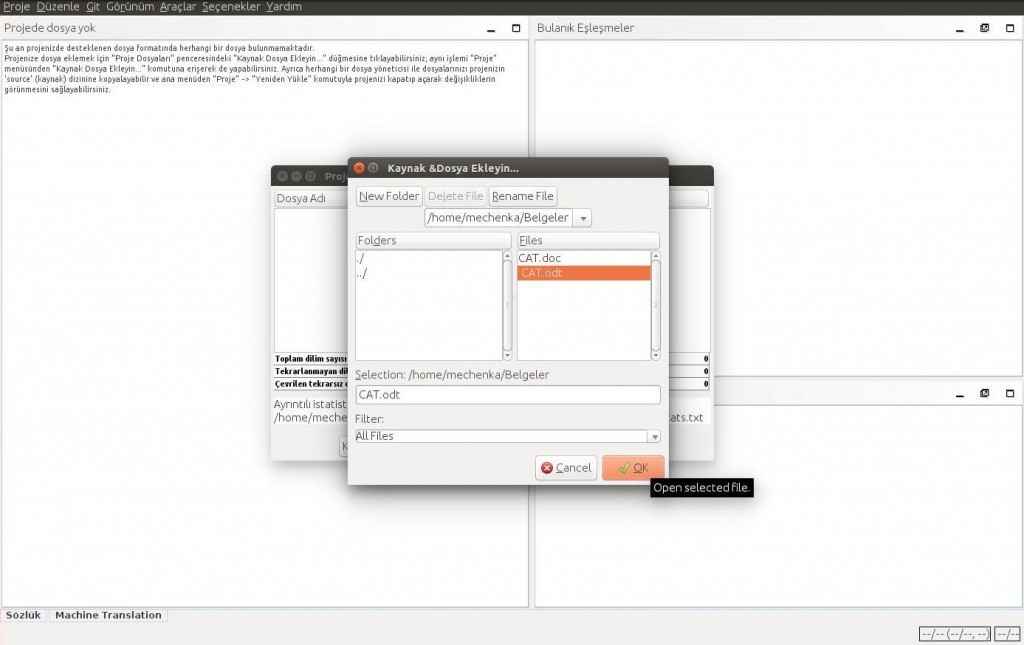 Proje Düzenle Git Görünüm Araçlar Seçenekler Yardım
Projede dosya yok
Bulanık Eşleşmeler
Şu an projenizde desteklenen dosya formatında herhangi bir dosya bulunmamaktadır.
Projenize dosya eklemek için "Proje Dosyaları" penceresindeki "Kaynak Dosya Ekleyin..." düğmesine tıklayabilirsiniz; aynı işlemi "Proje"
menüsünden "Kaynak Dosya Ekleyin..." komutuna erişerek de yapabilirsiniz. Ayrıca herhangi bir dosya yöneticisi ile dosyalarınızı projenizin
'source' (kaynak) dizinine kopyalayabilir ve ana menüden "Proje" -> "Yeniden Yükle" komutuyla projenizi kapatıp açarak değişikliklerin
görünmesini sağlayabilirsiniz.
Proje
Dosya Adı
Toplam dilim sayısı
0
Tekrarlanmayan dil
0
Çevrilen tekrarsız
0
Ayrıntılı istatist
/home/meche
ats.txt
K
Kaynak &Dosya Ekleyin...
New Folder Delete File Rename File
/home/mechenka/Belgeler
Folders
Files
./
../
CAT.doc
CAT.odt
Selection: /home/mechenka/Belgeler
CAT.odt
Filter:
All Files
Cancel OK
Open selected file.
Sözlük Machine Translation
--/-- (--/--, --) --/--